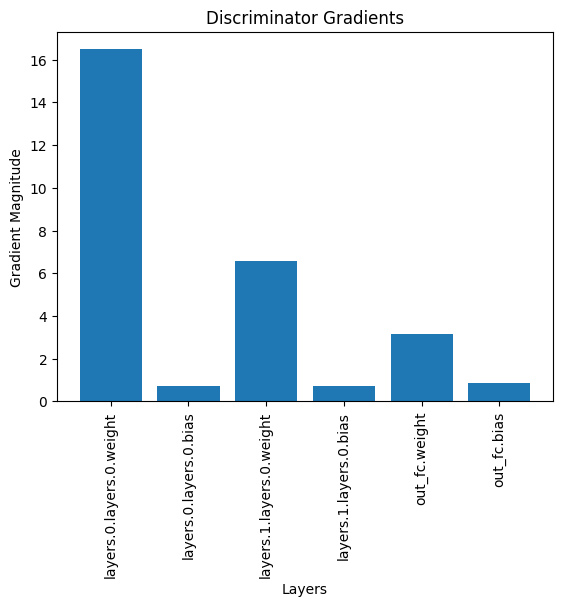 Discriminator Gradients
Gradient Magnitude
16
14
12
10
8
6
4
2
0
layers.0.layers.0.weight
layers.0.layers.0.bias
layers.1.layers.0.weight
layers.1.layers.0.bias
out_fc.weight
out_fc.bias
Layers